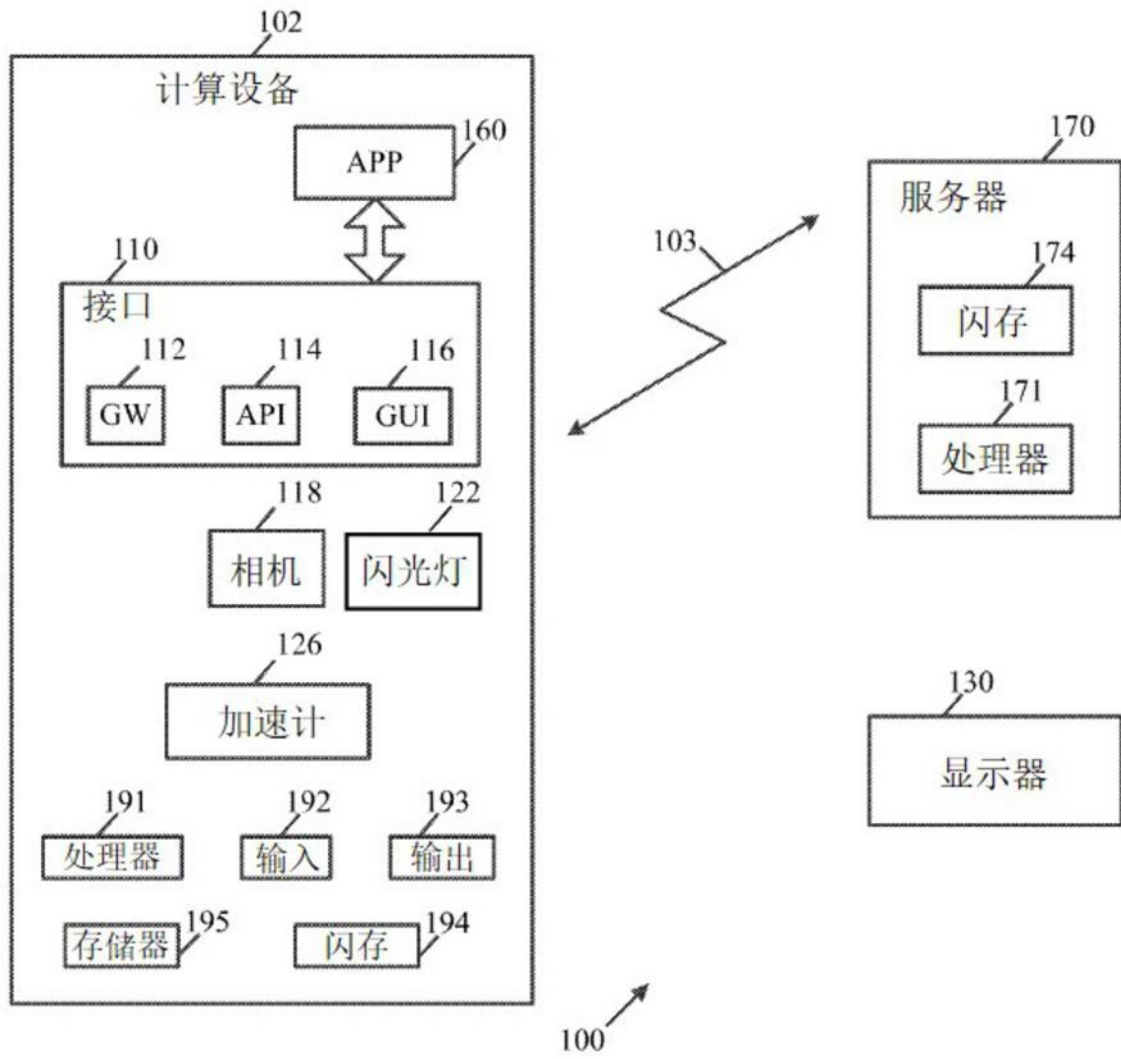 102
计算设备
160
APP
110
接口
112
114
116
GW
API
GUI
118
122
相机
闪光灯
126
加速计
191
192
193
处理器
输入
输出
195
194
存储器
闪存
103
170
服务器
174
闪存
171
处理器
130
显示器
100